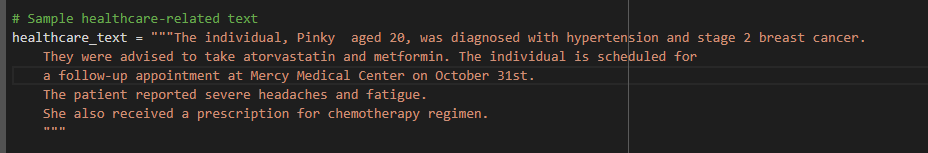 # Sample healthcare-related text
healthcare_text = """The individual, Pinky  aged 20, was diagnosed with hypertension and stage 2 breast cancer.
    They were advised to take atorvastatin and metformin. The individual is scheduled for
    a follow-up appointment at Mercy Medical Center on October 31st.
    The patient reported severe headaches and fatigue.
    She also received a prescription for chemotherapy regimen.
    """